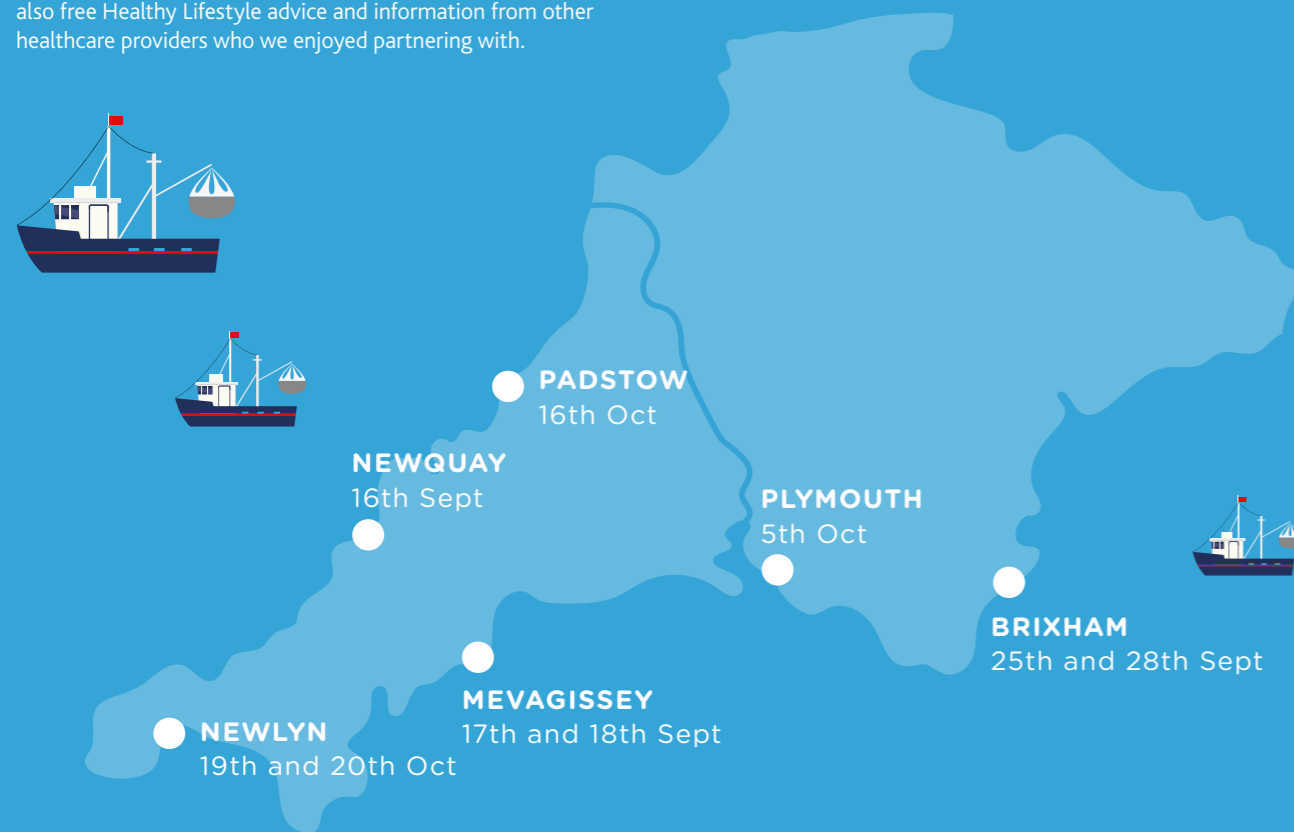 also free Healthy Lifestyle advice and information from other
healthcare providers who we enjoyed partnering with.
PADSTOW
16th Oct
NEWQUAY
16th Sept
PLYMOUTH
5th Oct
BRIXHAM
25th and 28th Sept
MEVAGISSEY
17th and 18th Sept
NEWLYN
19th and 20th Oct